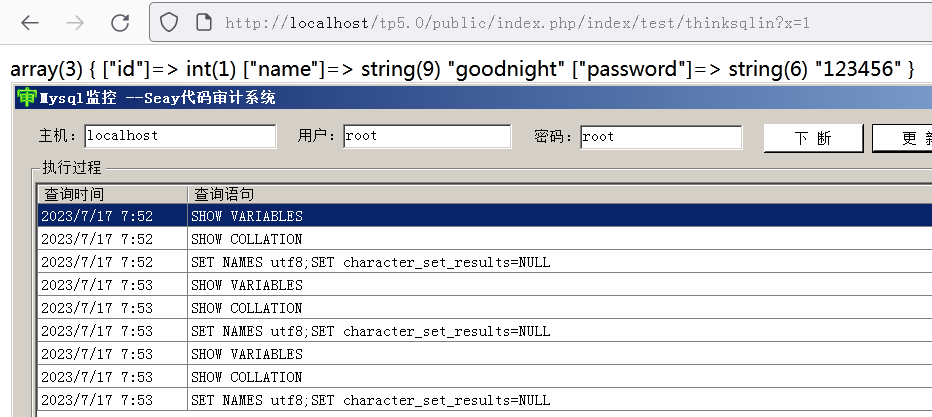 http://localhost/tp5.0/public/index.php/index/test/thinksqlin?x=1
array(3) { ["id"]=> int(1) ["name"]=> string(9) "goodnight" ["password"]=> string(6) "123456" }
审 Mysql监控 --Seay代码审计系统
主机: localhost 用户: root 密码: root 下 断 更
执行过程
查询时间 查询语句
2023/7/17 7:52 SHOW VARIABLES
2023/7/17 7:52 SHOW COLLATION
2023/7/17 7:52 SET NAMES utf8;SET character_set_results=NULL
2023/7/17 7:53 SHOW VARIABLES
2023/7/17 7:53 SHOW COLLATION
2023/7/17 7:53 SET NAMES utf8;SET character_set_results=NULL
2023/7/17 7:53 SHOW VARIABLES
2023/7/17 7:53 SHOW COLLATION
2023/7/17 7:53 SET NAMES utf8;SET character_set_results=NULL